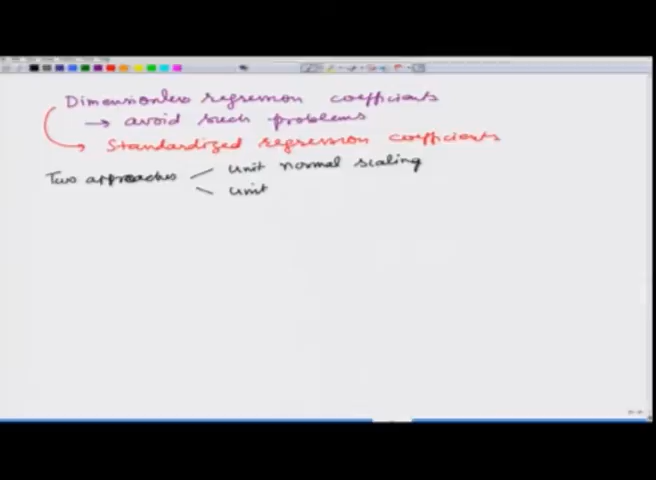 Dimensionless regression coefficients
→ avoid such problems
Standardized regression coefficients
Two approaches
unit normal scaling
unit